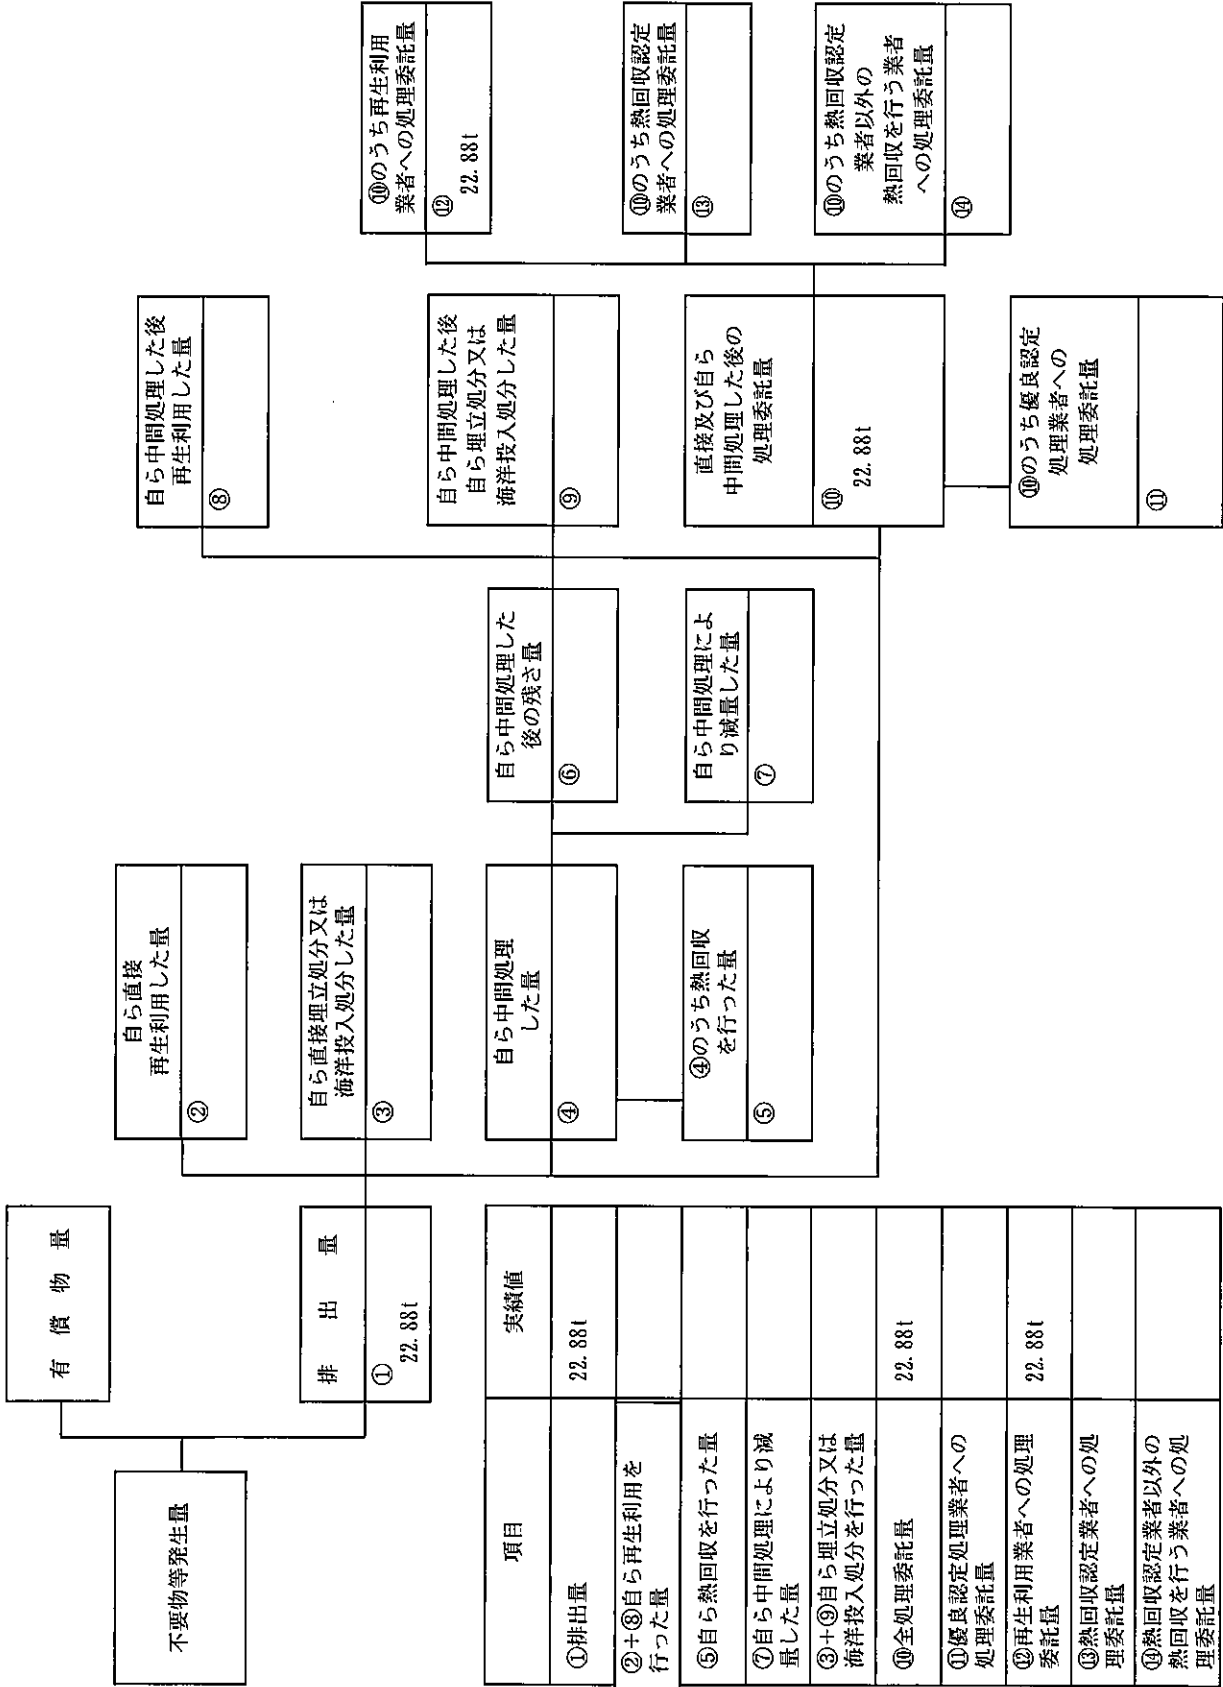 不要物等発生量
有償物量
排出量
①
22.88t
自ら直接
再生利用した量
②
自ら直接埋立処分又は
海洋投入処分した量
③
自ら中間処理
した量
④
④のうち熱回収
を行った量
⑤
自ら中間処理した
後の残さ量
⑥
自ら中間処理によ
り減量した量
⑦
自ら中間処理した後
再生利用した量
⑧
自ら中間処理した後
自ら埋立処分又は
海洋投入処分した量
⑨
直接及び自ら
中間処理した後の
処理委託量
⑩
22.88t
⑩のうち優良認定
処理業者への
処理委託量
⑪
⑩のうち再生利用
業者への処理委託量
⑫
22.88t
⑩のうち熱回収認定
業者への処理委託量
⑬
⑩のうち熱回収認定
業者以外の
熱回収を行う業者
への処理委託量
⑭
項目 実績値
①排出量 22.88t
②+⑧自ら再生利用を
行った量
⑤自ら熱回収を行った量
⑦自ら中間処理により減
量した量
③+⑨自ら埋立処分又は
海洋投入処分を行った量
⑩全処理委託量 22.88t
⑪優良認定処理業者への
処理委託量
⑫再生利用業者への処理
委託量 22.88t
⑬熱回収認定業者への処
理委託量
⑭熱回収認定業者以外の
熱回収を行う業者への処
理委託量